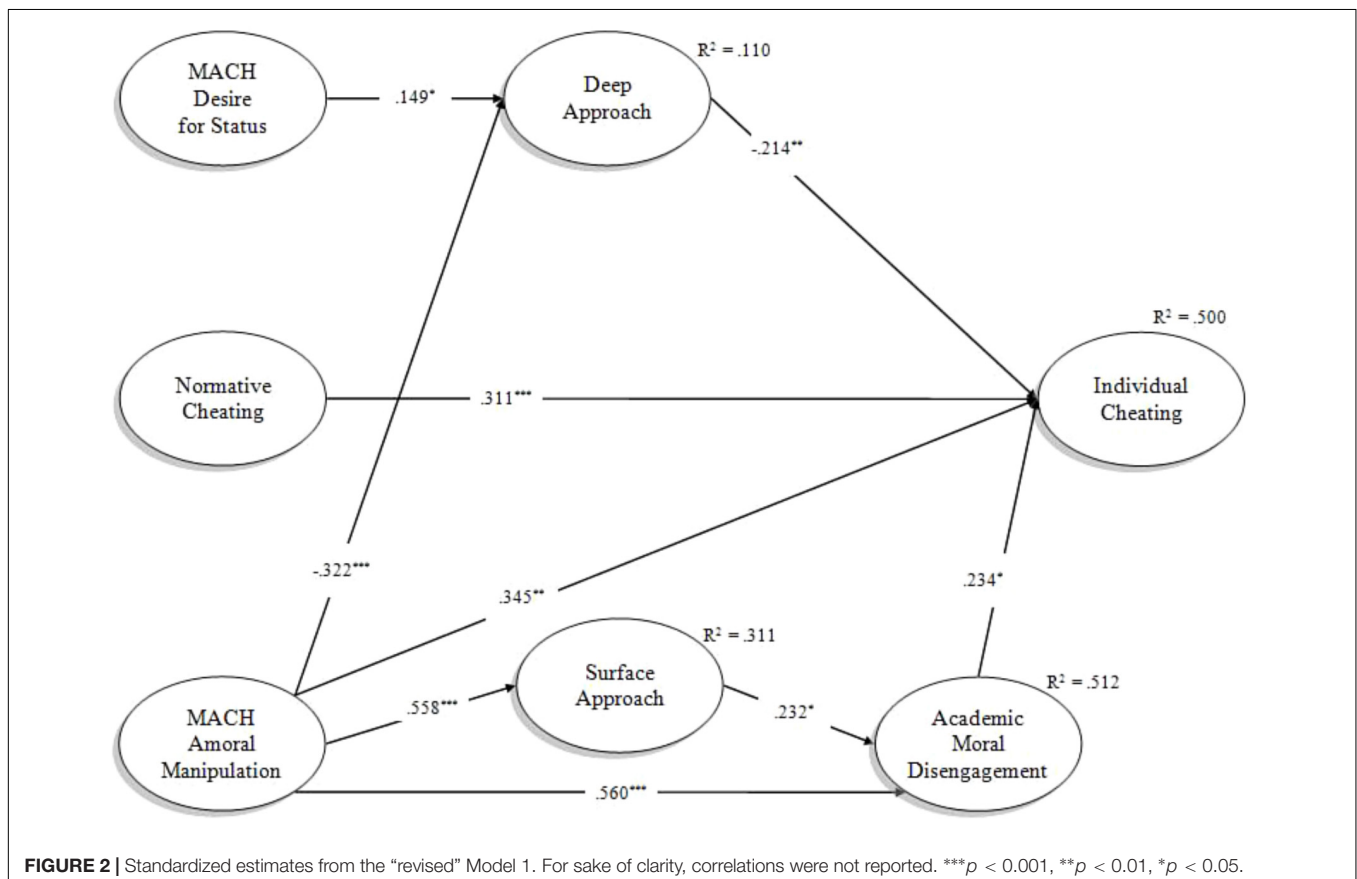 MACH
Desire
for Status
.149*
Deep
Approach
R² = .110
-.214**
Normative
Cheating
.311***
R² = .500
Individual
Cheating
-.322***
.345**
.234*
MACH
Amoral
Manipulation
.558***
Surface
Approach
R² = .311
.232*
R² = .512
Academic
Moral
Disengagement
.560***
FIGURE 2 | Standardized estimates from the “revised” Model 1. For sake of clarity, correlations were not reported. ***p < 0.001, **p < 0.01, *p < 0.05.